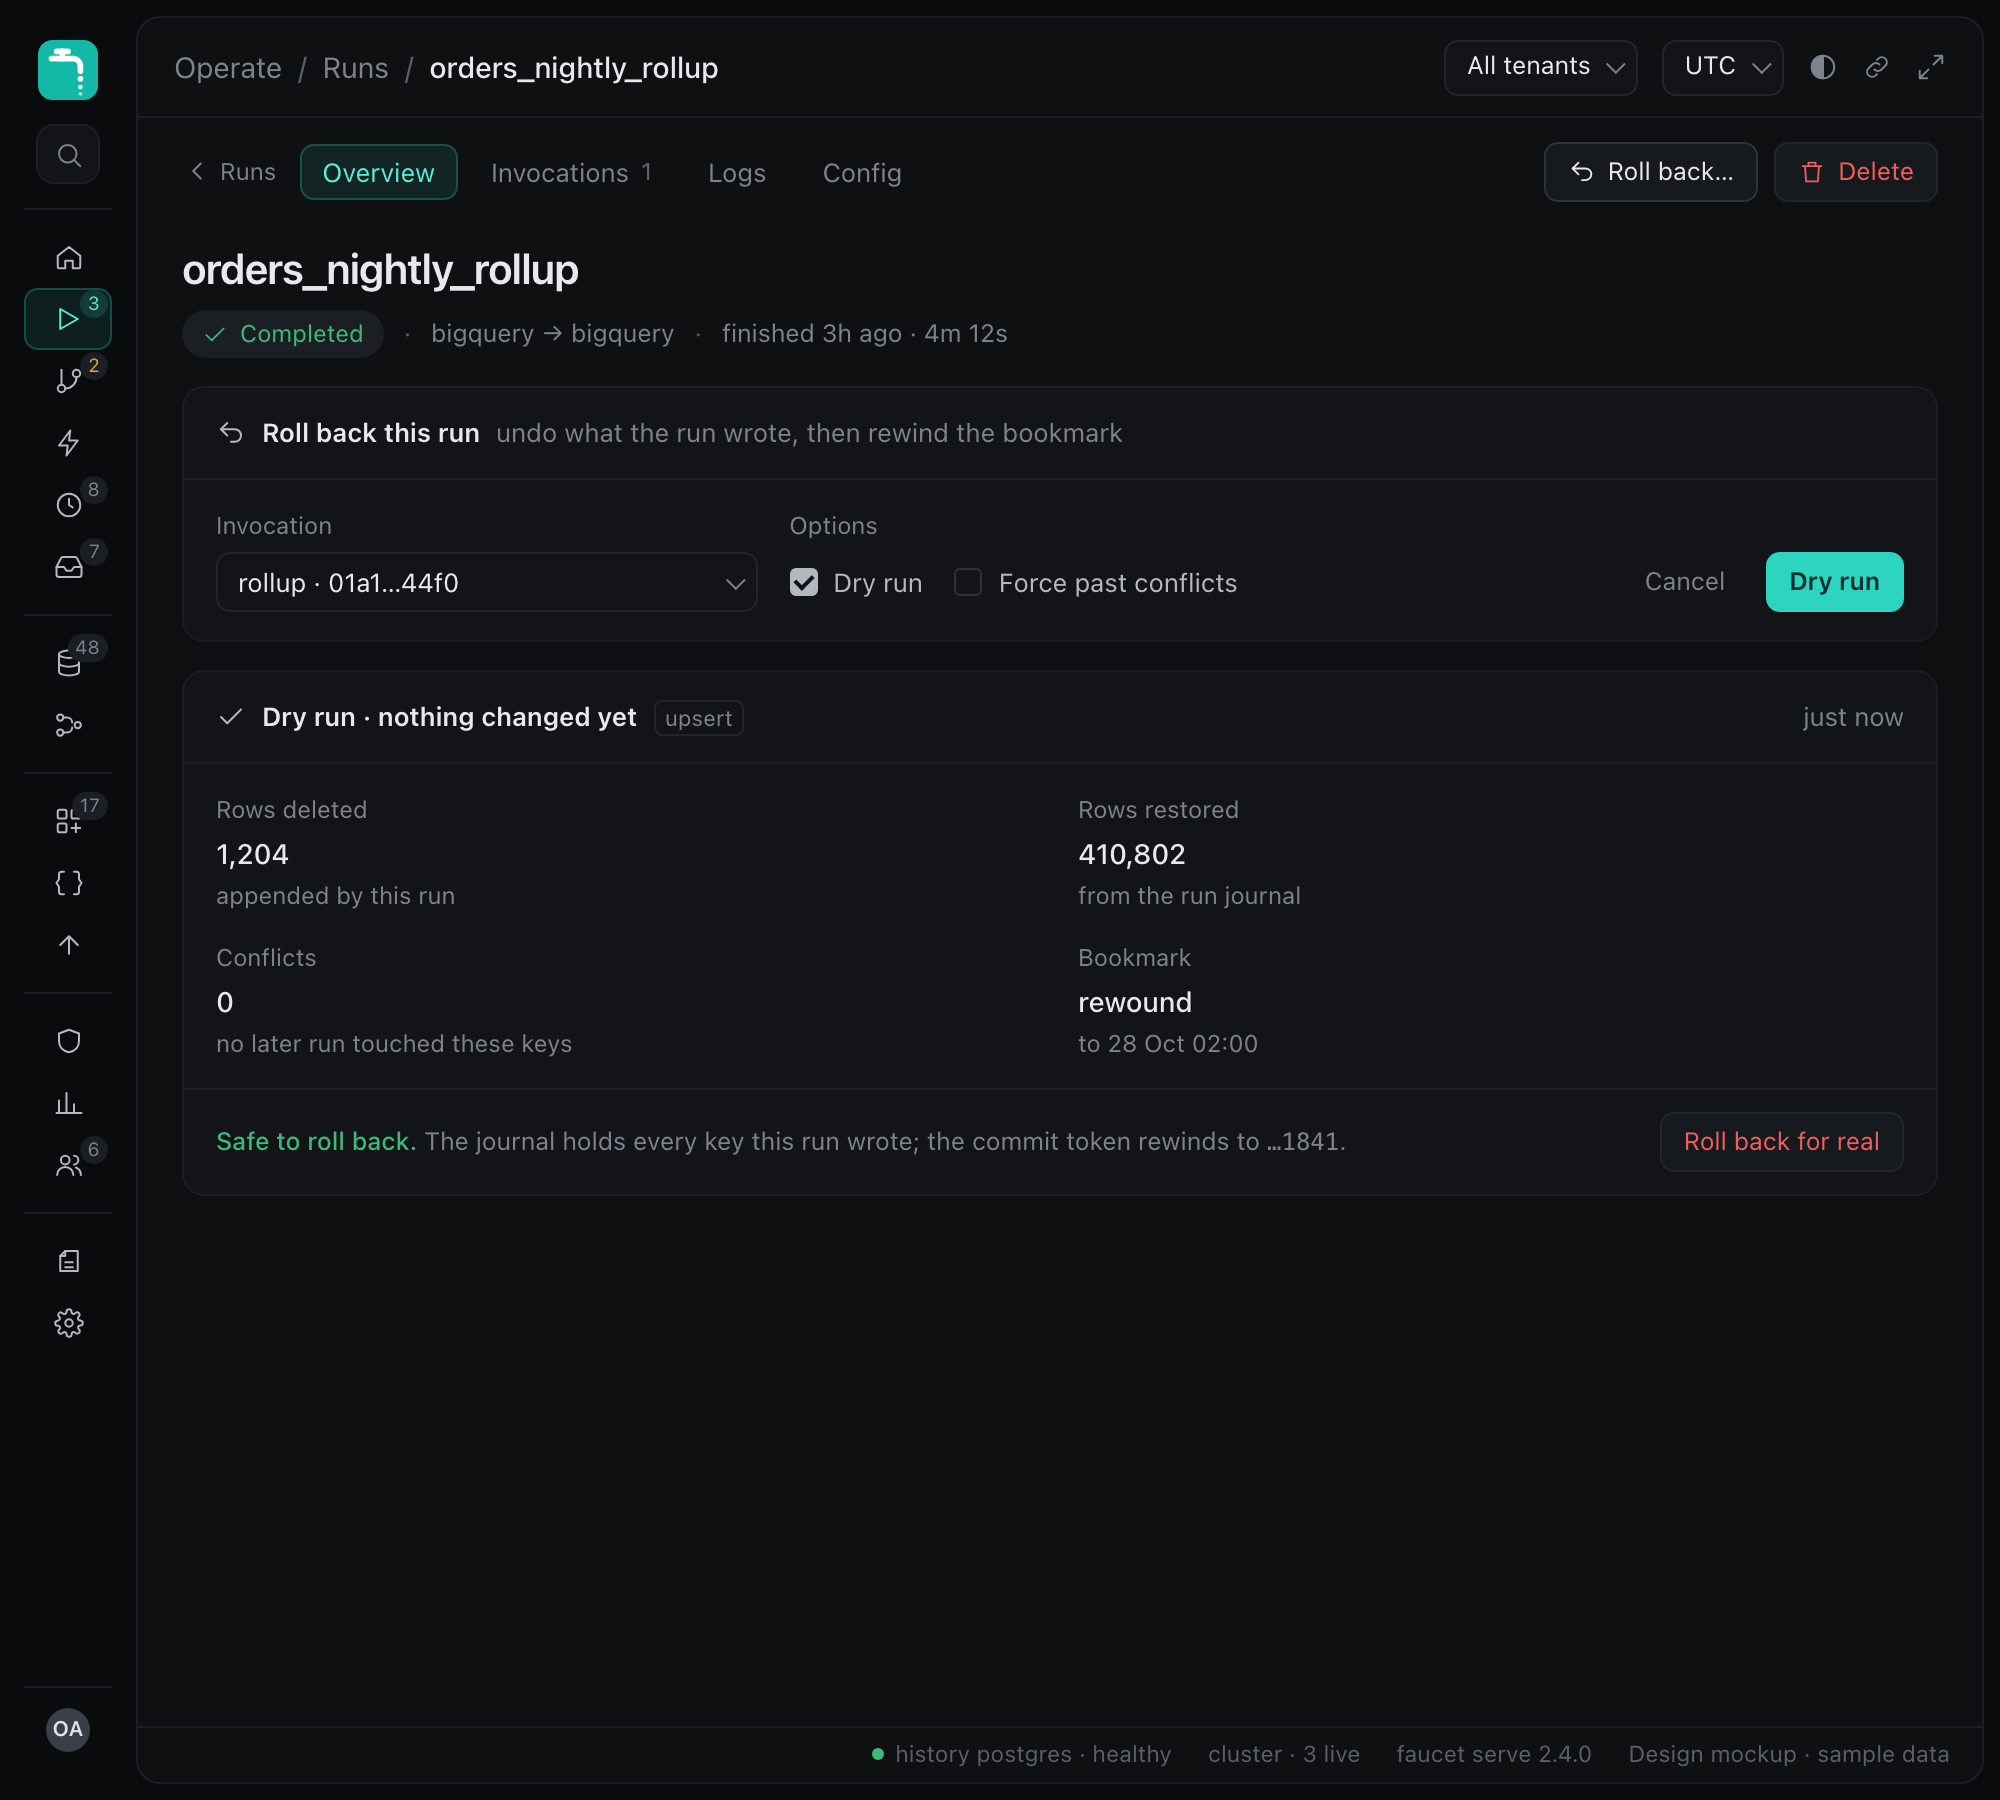 Operate / Runs / orders_nightly_rollup
All tenants
UTC
Runs
Overview
Invocations 1
Logs
Config
Roll back...
Delete
3
2
8
7
48
17
6
OA
orders_nightly_rollup
Completed · bigquery → bigquery · finished 3h ago · 4m 12s
Roll back this run undo what the run wrote, then rewind the bookmark
Invocation
Options
rollup · 01a1...44f0
Dry run
Force past conflicts
Cancel
Dry run
Dry run · nothing changed yet upsert
just now
Rows deleted
1,204
appended by this run
Rows restored
410,802
from the run journal
Conflicts
0
no later run touched these keys
Bookmark
rewound
to 28 Oct 02:00
Safe to roll back. The journal holds every key this run wrote; the commit token rewinds to …1841.
Roll back for real
history postgres · healthy
cluster · 3 live
faucet serve 2.4.0
Design mockup · sample data